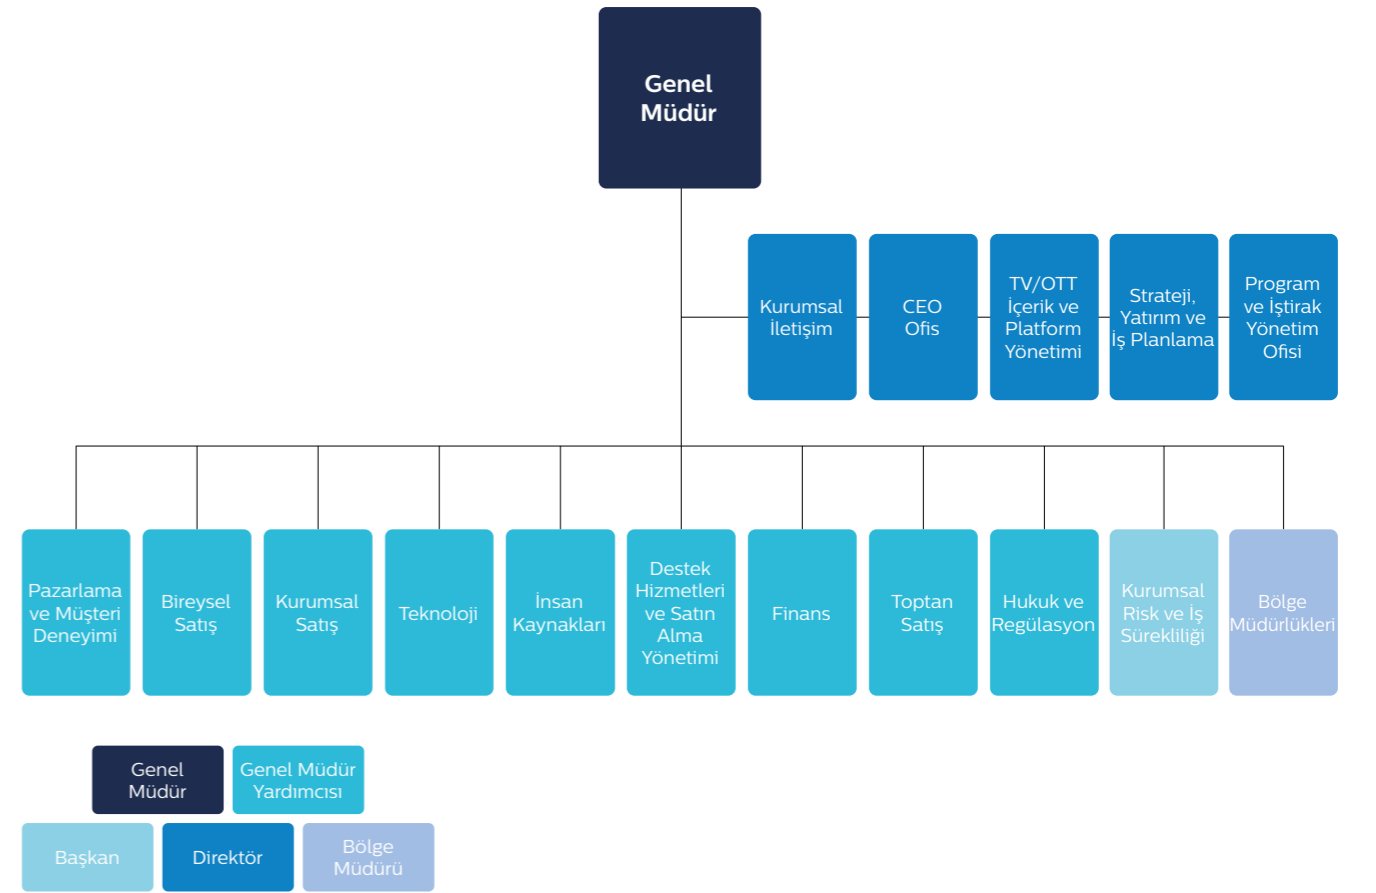 Genel
Müdür
Kurumsal
İletişim
CEO
Ofis
TV/OTT
İçerik ve
Platform
Yönetimi
Strateji,
Yatırım ve
İş Planlama
Program
ve İştirak
Yönetim
Ofisi
Pazarlama
ve Müşteri
Deneyimi
Bireysel
Satış
Kurumsal
Satış
Teknoloji
İnsan
Kaynakları
Destek
Hizmetleri
ve Satın
Alma
Yönetimi
Finans
Toptan
Satış
Hukuk ve
Regülasyon
Kurumsal
Risk ve İş
Sürekliliği
Bölge
Müdürlükleri
Genel
Müdür
Genel Müdür
Yardımcısı
Başkan
Direktör
Bölge
Müdürü